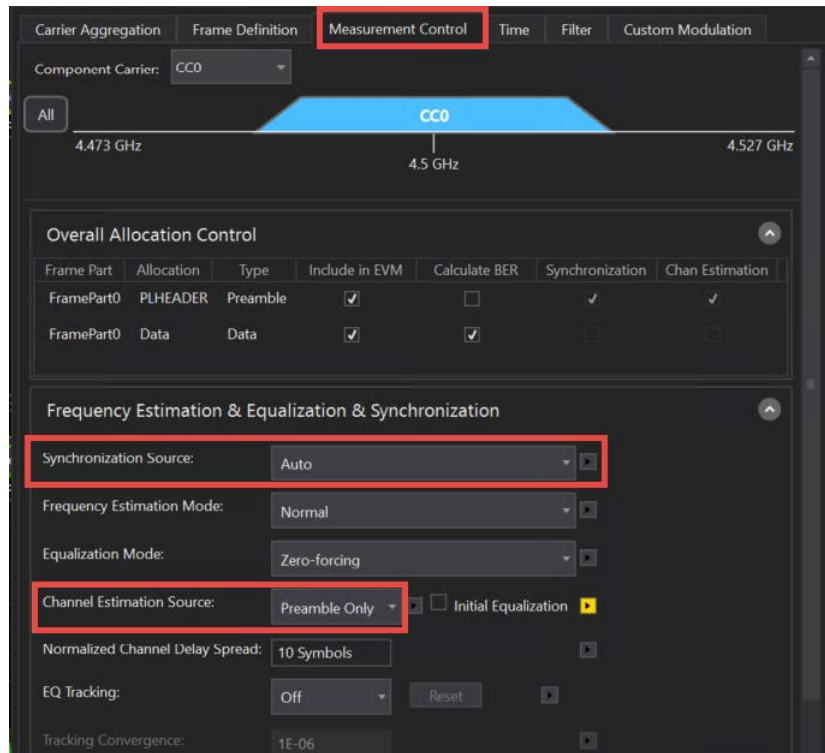 Carrier Aggregation Frame Definition Measurement Control Time Filter Custom Modulation
Component Carrier: CC0
All CC0
4.473 GHz 4.527 GHz
4.5 GHz
Overall Allocation Control
Frame Part Allocation Type Include in EVM Calculate BER Synchronization Chan Estimation
FramePart0 PLHEADER Preamble
FramePart0 Data Data
Frequency Estimation & Equalization & Synchronization
Synchronization Source: Auto
Frequency Estimation Mode: Normal
Equalization Mode: Zero-forcing
Channel Estimation Source: Preamble Only Initial Equalization
Normalized Channel Delay Spread: 10 Symbols
EQ Tracking: Off Reset
Tracking Convergence: 1E-06